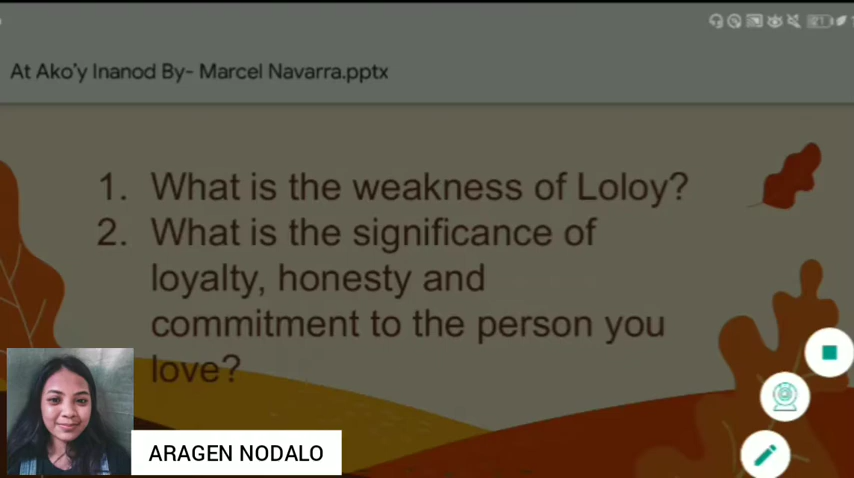 At Ako'y Inanod By- Marcel Navarra.pptx
1. What is the weakness of Loloy?
2. What is the significance of
loyalty, honesty and
commitment to the person you
love?
ARAGEN NODALO